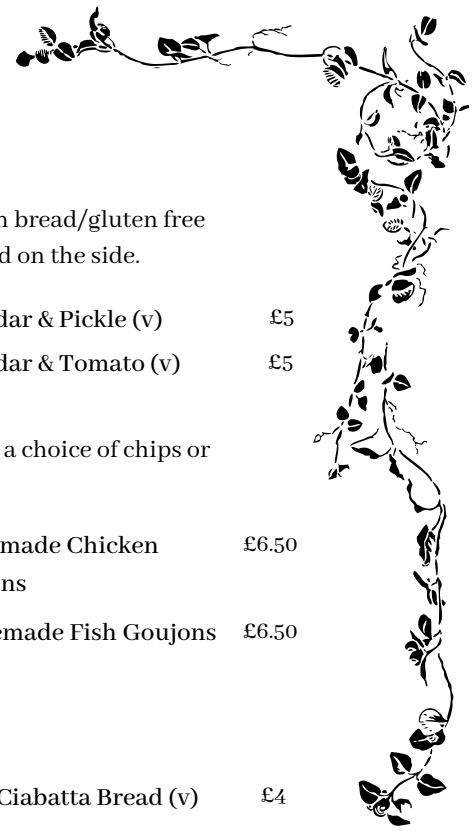 n bread/gluten free
d on the side.
dar & Pickle (v) £5
dar & Tomato (v) £5
a choice of chips or
made Chicken £6.50
ns
emade Fish Goujons £6.50
Ciabatta Bread (v) £4